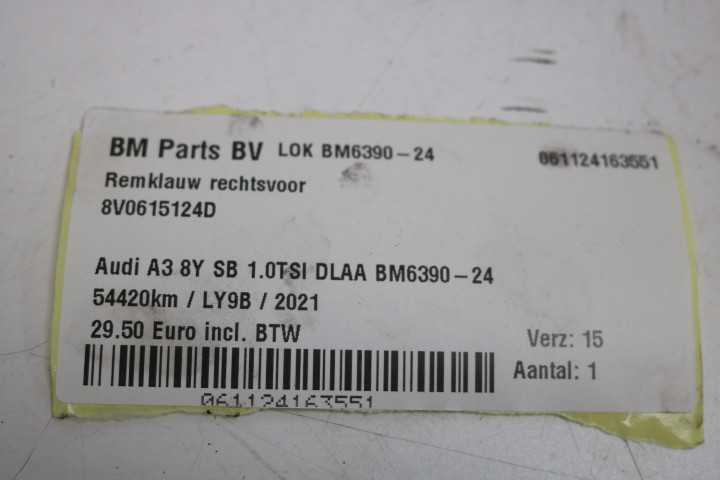 BM Parts BV LOK BM6390-24 061124163551
Remklauw rechtsvoor
8V0615124D
Audi A3 8Y SB 1.0TSI DLAA BM6390-24
54420km / LY9B / 2021
29.50 Euro incl. BTW
Verz: 15
Aantal: 1
061124163551